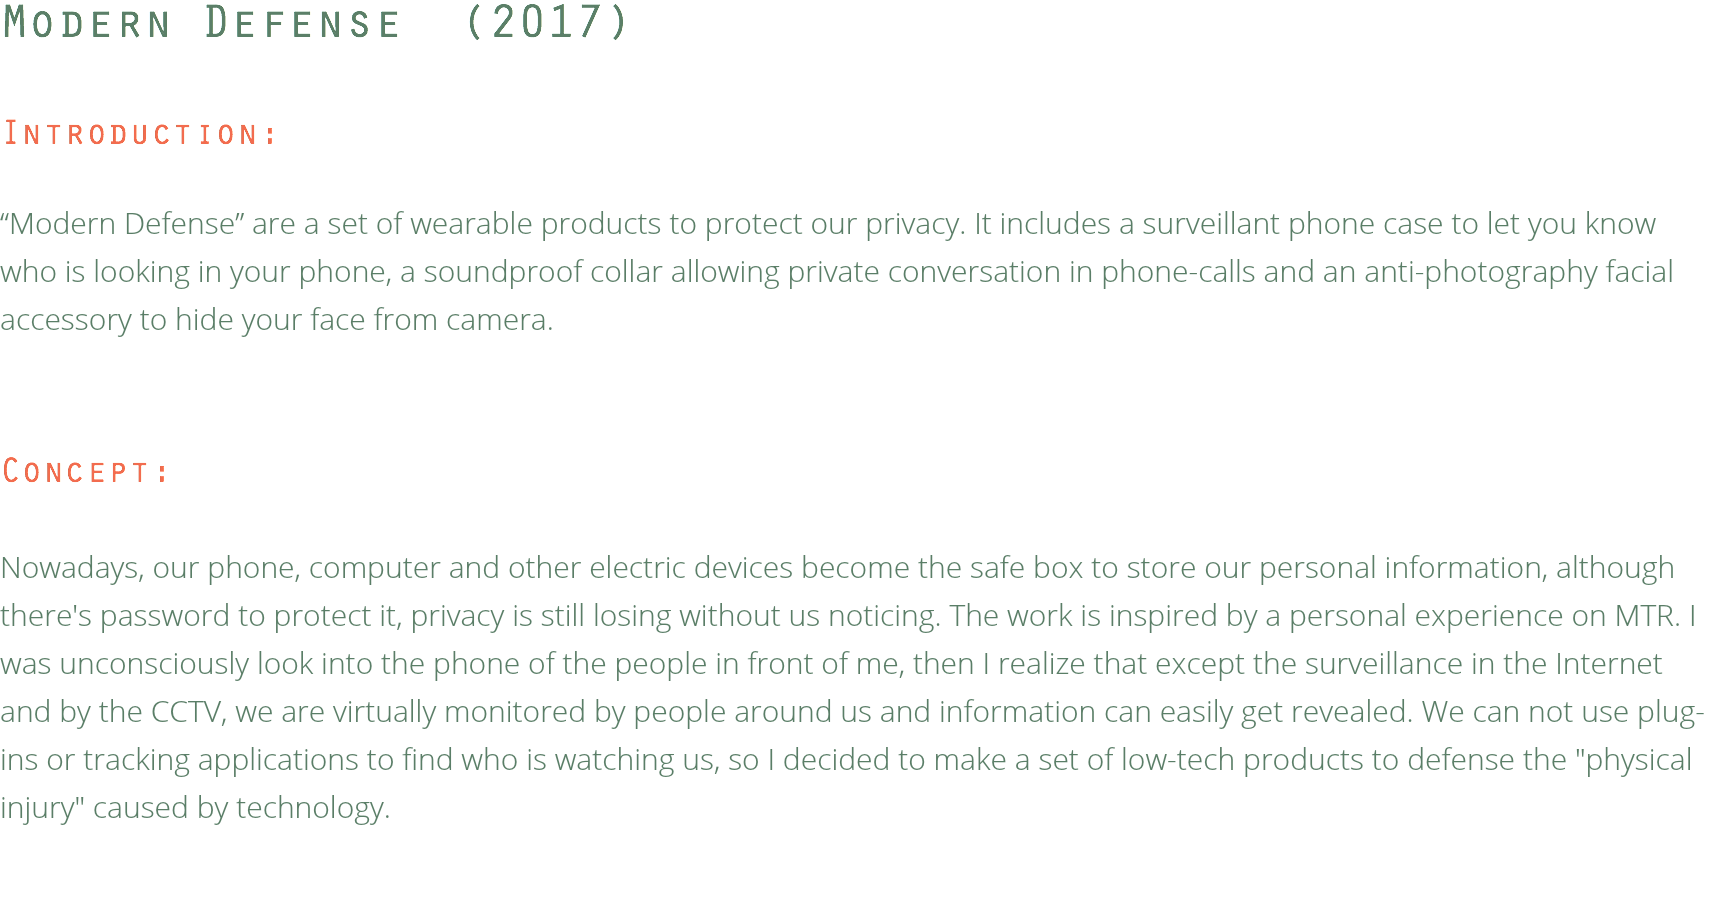 Modern Defense (2017)
Introduction:
“Modern Defense” are a set of wearable products to protect our privacy. It includes a surveillant phone case to let you know
who is looking in your phone, a soundproof collar allowing private conversation in phone-calls and an anti-photography facial
accessory to hide your face from camera.
Concept:
Nowadays, our phone, computer and other electric devices become the safe box to store our personal information, although
there's password to protect it, privacy is still losing without us noticing. The work is inspired by a personal experience on MTR. I
was unconsciously look into the phone of the people in front of me, then I realize that except the surveillance in the Internet
and by the CCTV, we are virtually monitored by people around us and information can easily get revealed. We can not use plug-
ins or tracking applications to find who is watching us, so I decided to make a set of low-tech products to defense the "physical
injury" caused by technology.